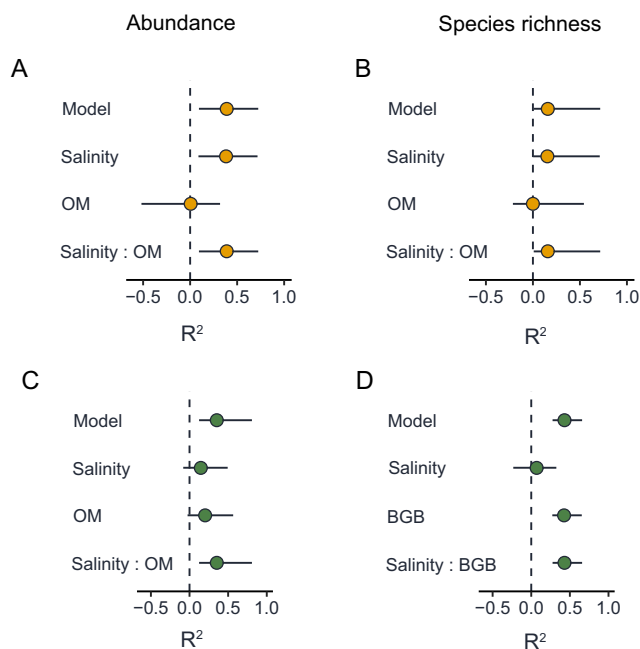 Abundance
Species richness
A
Model
Salinity
OM
Salinity : OM
−0.5 0.0 0.5 1.0
R²
B
Model
Salinity
OM
Salinity : OM
−0.5 0.0 0.5 1.0
R²
C
Model
Salinity
OM
Salinity : OM
−0.5 0.0 0.5 1.0
R²
D
Model
Salinity
BGB
Salinity : BGB
−0.5 0.0 0.5 1.0
R²